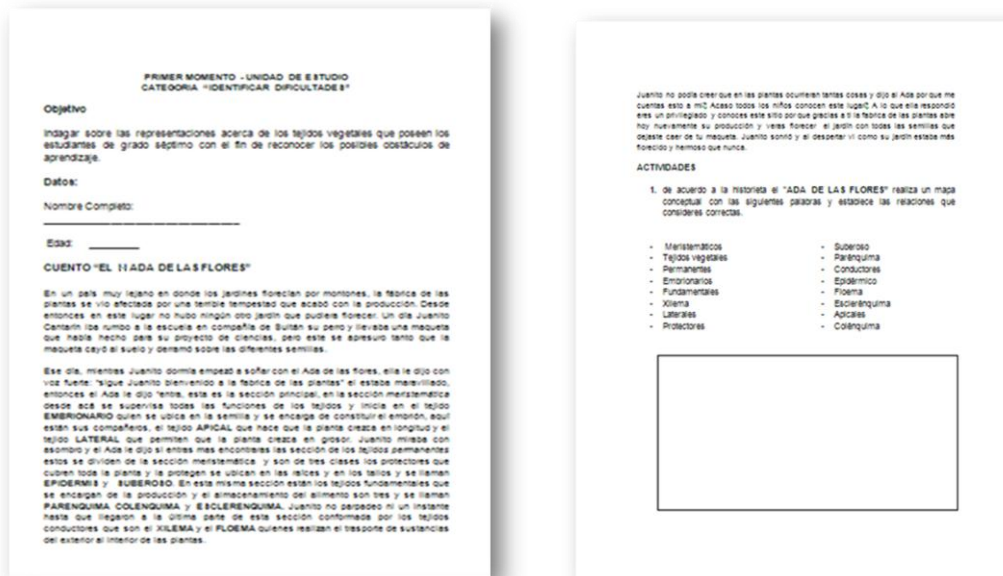 PRIMER MOMENTO - UNIDAD DE ESTUDIO
CATEGORIA "IDENTIFICAR DIFICULTADES"
Objetivo
Indagar sobre las representaciones acerca de los tejidos vegetales que poseen los
estudiantes de grado séptimo con el fin de reconocer los posibles obstáculos de
aprendizaje.
Datos:
Nombre Completo:
Edad:
CUENTO "EL ADA DE LAS FLORES"
En un país muy lejano en donde los jardines florecían por montones, la fábrica de las
plantas se vio afectada por una terrible tempestad que acabó con la producción. Desde
entonces en este lugar no hubo ningún otro jardín que pudiera florecer. Un día Juanito
Cantarín iba rumbo a la escuela en compañía de Sultán su perro y llevaba una maqueta
que había hecho para su proyecto de ciencias, pero este se apresuro tanto que la
maqueta cayó al suelo y derramó sobre las diferentes semillas.
Ese día, mientras Juanito dormía empezó a soñar con el Ada de las flores, ella le dijo con
voz fuerte: "sigue Juanito bienvenido a la fabrica de las plantas" el estaba maravillado,
entonces el Ada le dijo "entra, esta es la sección principal, en la sección meristemática
desde acá se supervisa todas las funciones de los tejidos y inicia en el tejido
EMBRIONARIO quien se ubica en la semilla y se encarga de constituir el embrión, aquí
están sus compañeros, el tejido APICAL que hace que la planta crezca en longitud y el
tejido LATERAL que permiten que la planta crezca en grosor. Juanito miraba con
asombro y el Ada le dijo si entras mas encontraras las sección de los tejidos permanentes
estos se dividen de la sección meristemática y son de tres clases los protectores que
cubren toda la planta y la protegen se ubican en las raíces y en los tallos y se llaman
EPIDERMIS y SUBEROSO. En esta misma sección están los tejidos fundamentales que
se encargan de la producción y el almacenamiento del alimento son tres y se llaman
PARENQUIMA COLENQUIMA y ESCLERENQUIMA. Juanito no parpadeo ni un instante
hasta que llegaron a la última parte de esta sección conformada por los tejidos
conductores que son el XILEMA y el FLOEMA quienes realizan el trasporte de sustancias
del exterior al interior de las plantas.
Juanito no podía creer que en las plantas ocurrieran tantas cosas y dijo al Ada por que me
cuentas esto a mi? Acaso todos los niños conocen este lugar? A lo que ella respondió
eres un privilegiado y conoces este sitio por que gracias a ti la fabrica de las plantas abre
hoy nuevamente su producción y veras florecer el jardín con todas las semillas que
dejaste caer de tu maqueta. Juanito sonrió y al despertar vi como su jardín estaba más
florecido y hermoso que nunca.
ACTIVIDADES
1. de acuerdo a la historieta el "ADA DE LAS FLORES" realiza un mapa
conceptual con las siguientes palabras y establece las relaciones que
consideres correctas.
- Meristemáticos
- Tejidos vegetales
- Permanentes
- Embrionarios
- Fundamentales
- Xilema
- Laterales
- Protectores
- Suberoso
- Parénquima
- Conductores
- Epidérmico
- Floema
- Esclerénquima
- Apicales
- Colénquima